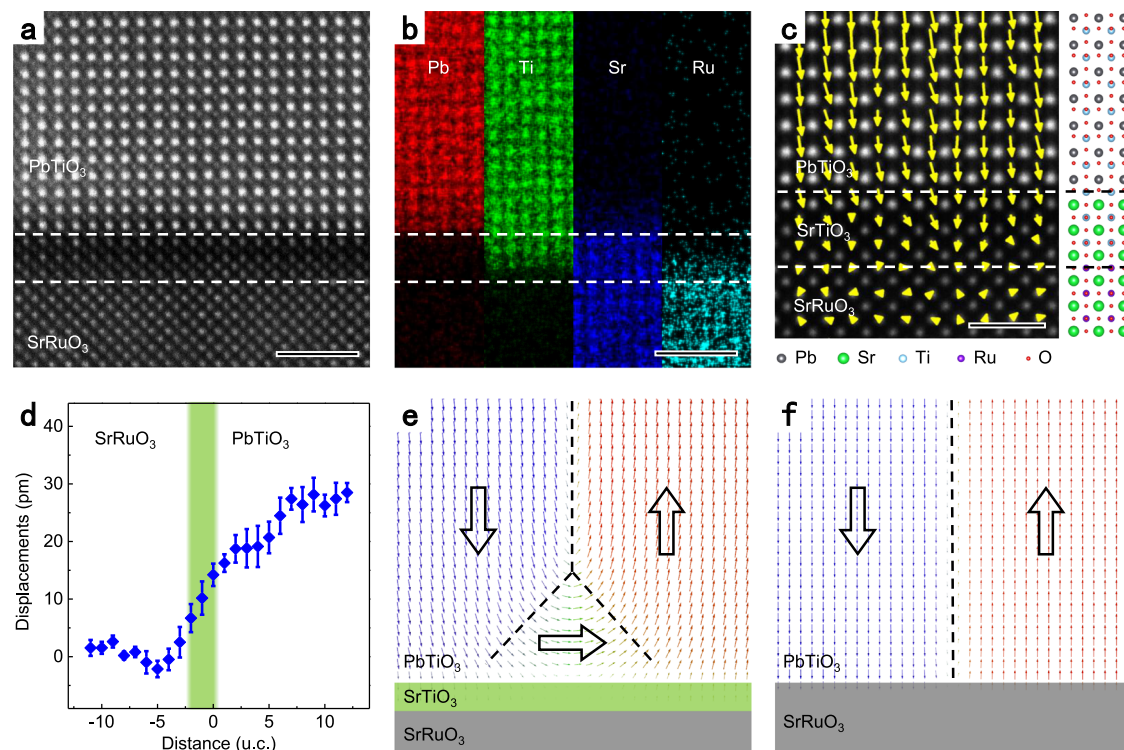 a
PbTiO₃
SrRuO₃
b
Pb Ti Sr Ru
c
PbTiO₃
SrTiO₃
SrRuO₃
Pb Sr Ti Ru O
d
SrRuO₃ PbTiO₃
40
30
20
10
0
Displacements (pm)
-10 -5 0 5 10
Distance (u.c.)
e
PbTiO₃
SrTiO₃
SrRuO₃
f
PbTiO₃
SrRuO₃